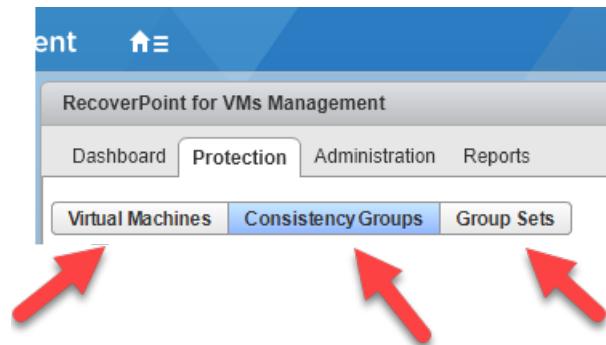 ent
RecoverPoint for VMs Management
Dashboard Protection Administration Reports
Virtual Machines Consistency Groups Group Sets